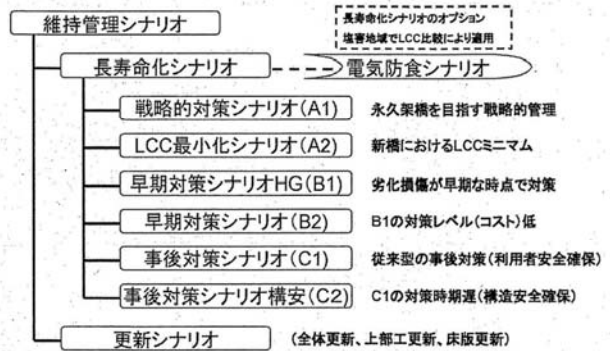 維持管理シナリオ
長寿命化シナリオのオプション
塩害地域でLCC比較により適用
長寿命化シナリオ
電気防食シナリオ
戦略的対策シナリオ(A1) 永久架橋を目指す戦略的管理
LCC最小化シナリオ(A2) 新橋におけるLCCミニマム
早期対策シナリオHG(B1) 劣化損傷が早期な時点で対策
早期対策シナリオ(B2) B1の対策レベル(コスト)低
事後対策シナリオ(C1) 従来型の事後対策(利用者安全確保)
事後対策シナリオ構安(C2) C1の対策時期遅(構造安全確保)
更新シナリオ (全体更新、上部工更新、床版更新)